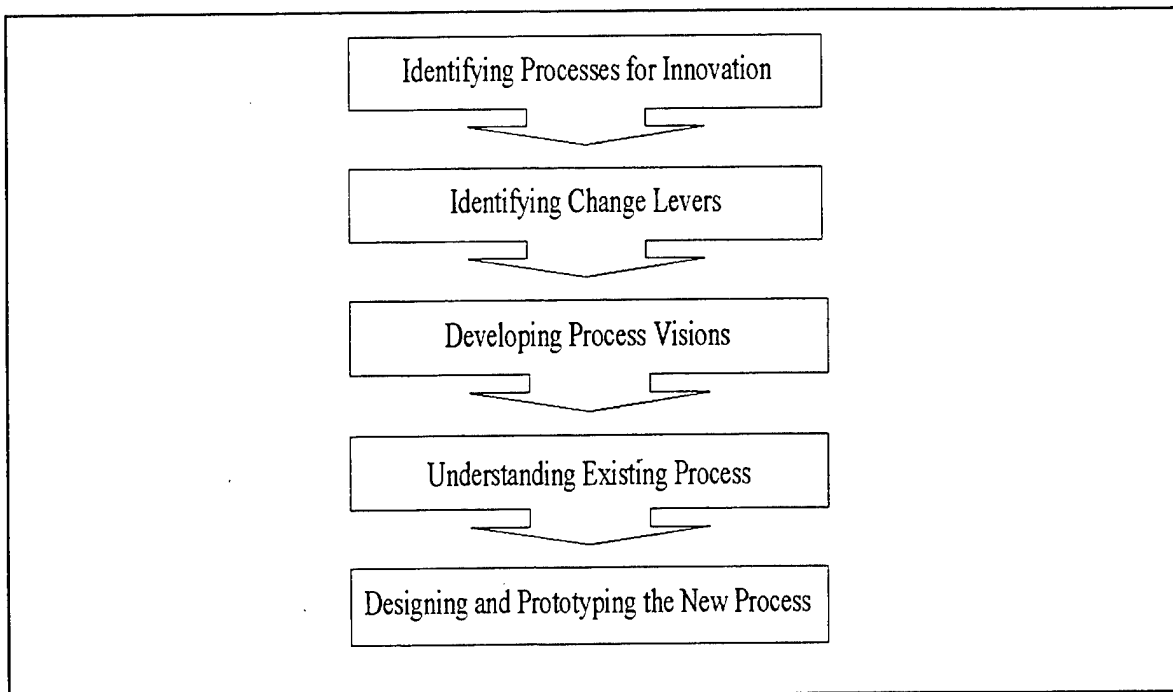 Identifying Processes for Innovation
Identifying Change Levers
Developing Process Visions
Understanding Existing Process
Designing and Prototyping the New Process